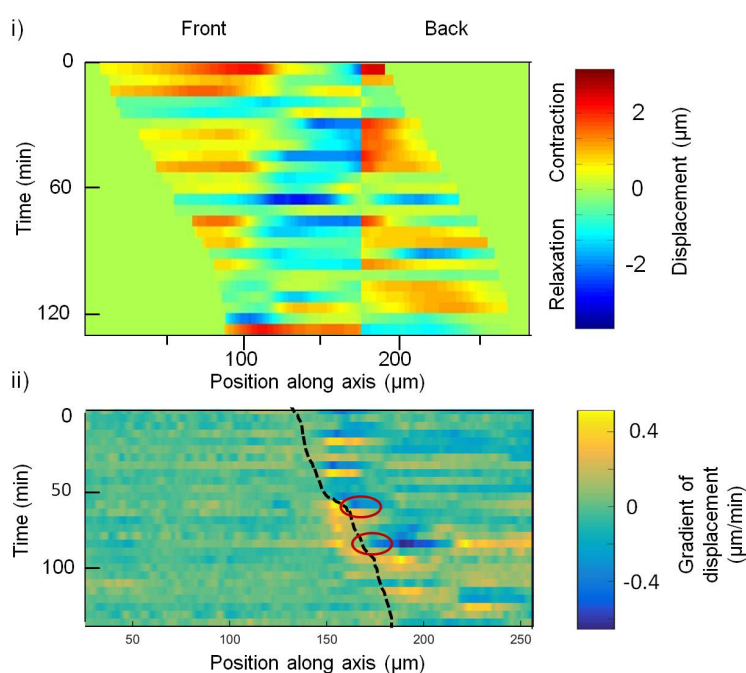 i)
Front
Back
0
60
120
Time (min)
100
200
Position along axis (μm)
Contraction
Relaxation
2
0
-2
Displacement (μm)
ii)
0
50
100
Time (min)
50
100
150
200
250
Position along axis (μm)
0.4
0
-0.4
Gradient of
displacement
(μm/min)